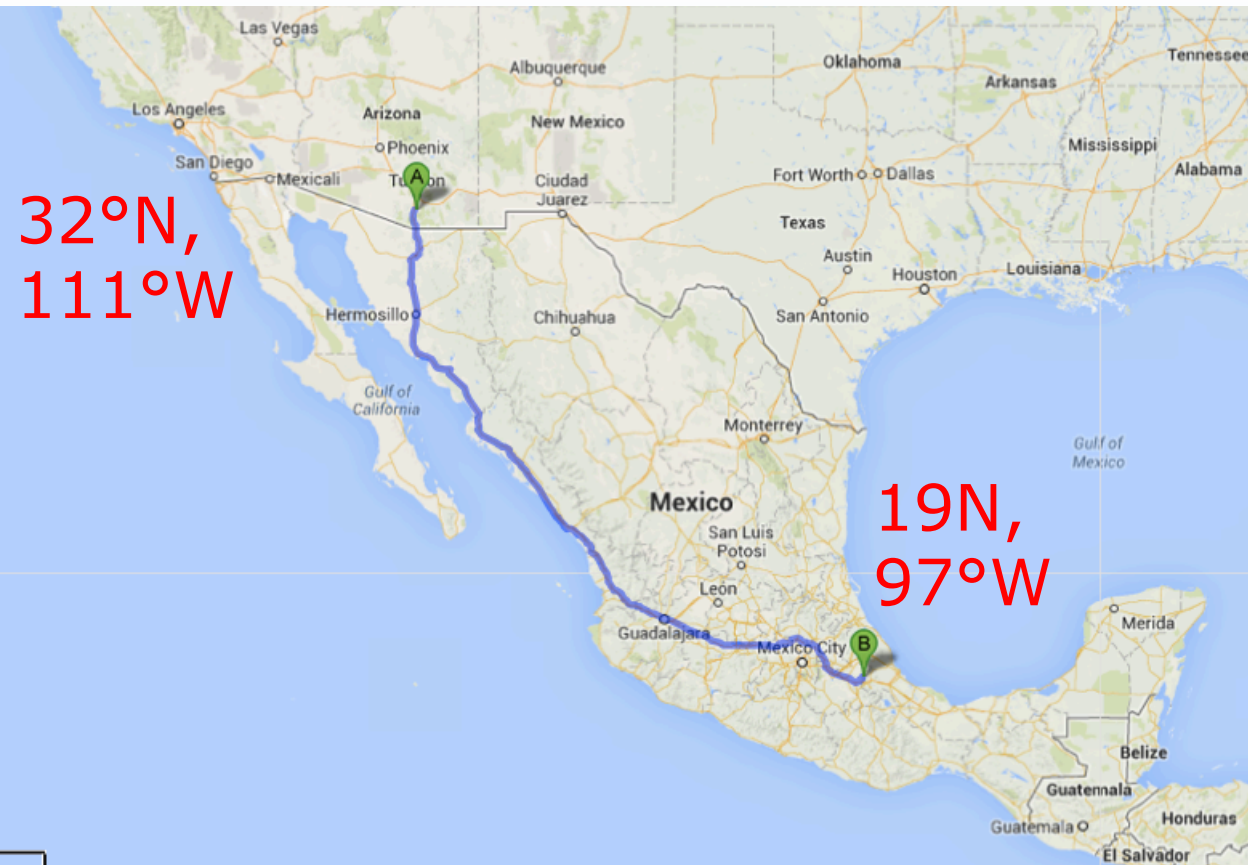 Las Vegas
Albuquerque
Oklahoma
Tennessee
Arkansas
Los Angeles
Arizona
New Mexico
Phoenix
Mississippi
San Diego
Mexicali
A
Ciudad
Juarez
Fort Worth
Dallas
Alabama
32°N,
111°W
Texas
Austin
Houston
Louisiana
San Antonio
Hermosillo
Chihuahua
Gulf of
California
Monterrey
Gulf of
Mexico
Mexico
19N,
97°W
San Luis
Potosi
Leon
Guadalajara
Mexico City
B
Merida
Belize
Guatemala
Honduras
Guatemala
El Salvador